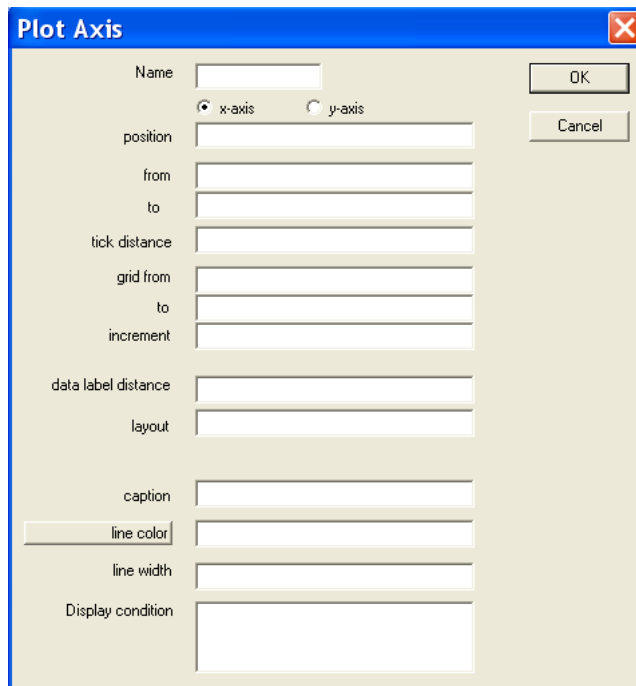 Plot Axis
Name
OK
x-axis y-axis
Cancel
position
from
to
tick distance
grid from
to
increment
data label distance
layout
caption
line color
line width
Display condition